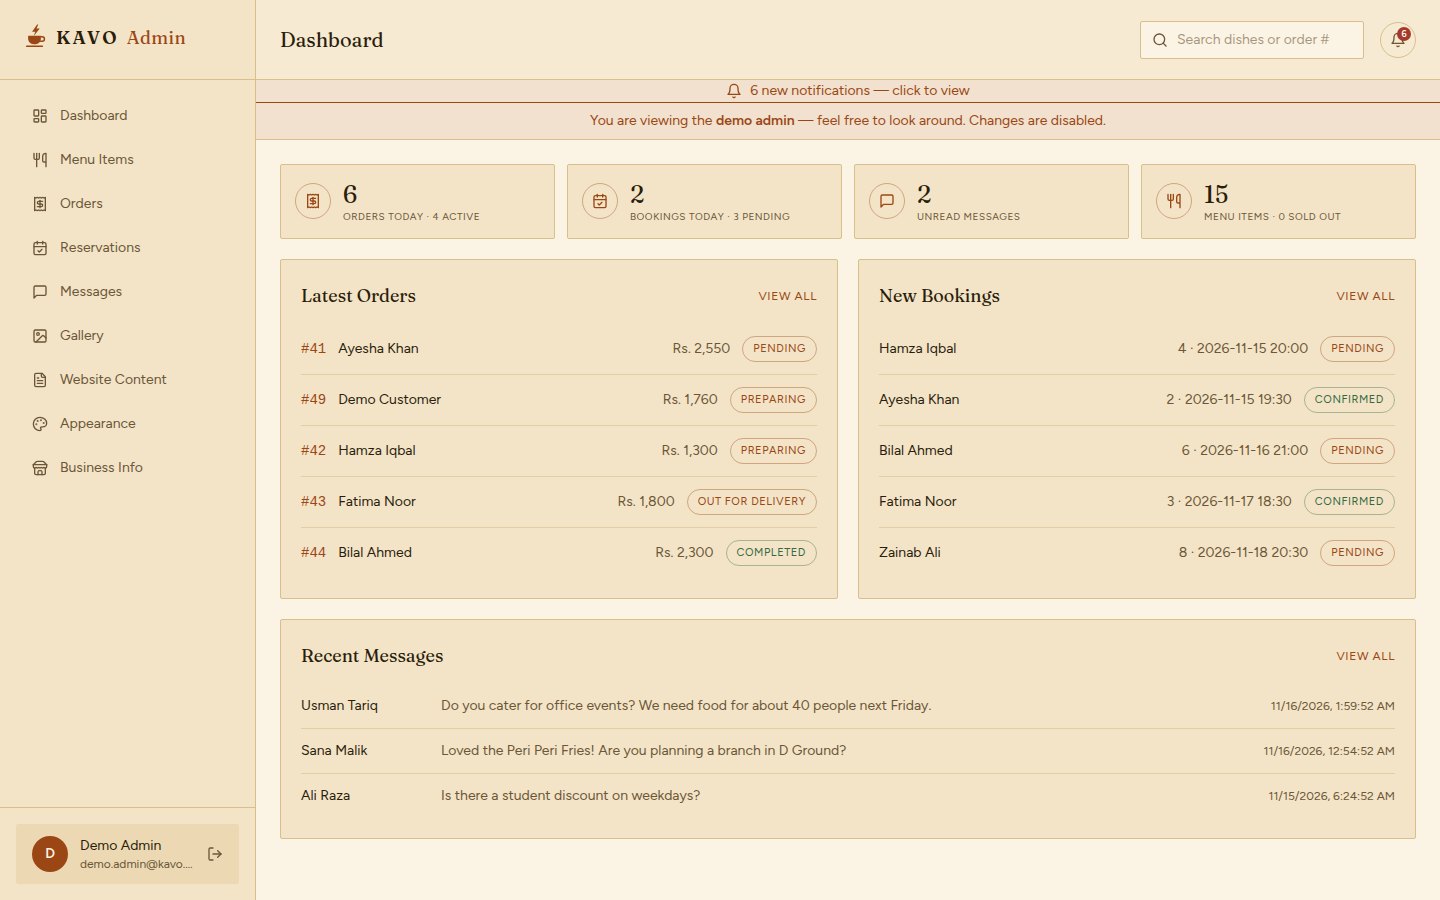 KAVO Admin
Dashboard
Search dishes or order #
6
Dashboard
Menu Items
Orders
Reservations
Messages
Gallery
Website Content
Appearance
Business Info
Demo Admin
demo.admin@kavo....
D
6 new notifications — click to view
You are viewing the demo admin — feel free to look around. Changes are disabled.
6
ORDERS TODAY · 4 ACTIVE
2
BOOKINGS TODAY · 3 PENDING
2
UNREAD MESSAGES
15
MENU ITEMS · 0 SOLD OUT
Latest Orders VIEW ALL
#41 Ayesha Khan Rs. 2,550 PENDING
#49 Demo Customer Rs. 1,760 PREPARING
#42 Hamza Iqbal Rs. 1,300 PREPARING
#43 Fatima Noor Rs. 1,800 OUT FOR DELIVERY
#44 Bilal Ahmed Rs. 2,300 COMPLETED
New Bookings VIEW ALL
Hamza Iqbal 4 · 2026-11-15 20:00 PENDING
Ayesha Khan 2 · 2026-11-15 19:30 CONFIRMED
Bilal Ahmed 6 · 2026-11-16 21:00 PENDING
Fatima Noor 3 · 2026-11-17 18:30 CONFIRMED
Zainab Ali 8 · 2026-11-18 20:30 PENDING
Recent Messages VIEW ALL
Usman Tariq Do you cater for office events? We need food for about 40 people next Friday. 11/16/2026, 1:59:52 AM
Sana Malik Loved the Peri Peri Fries! Are you planning a branch in D Ground? 11/16/2026, 12:54:52 AM
Ali Raza Is there a student discount on weekdays? 11/15/2026, 6:24:52 AM